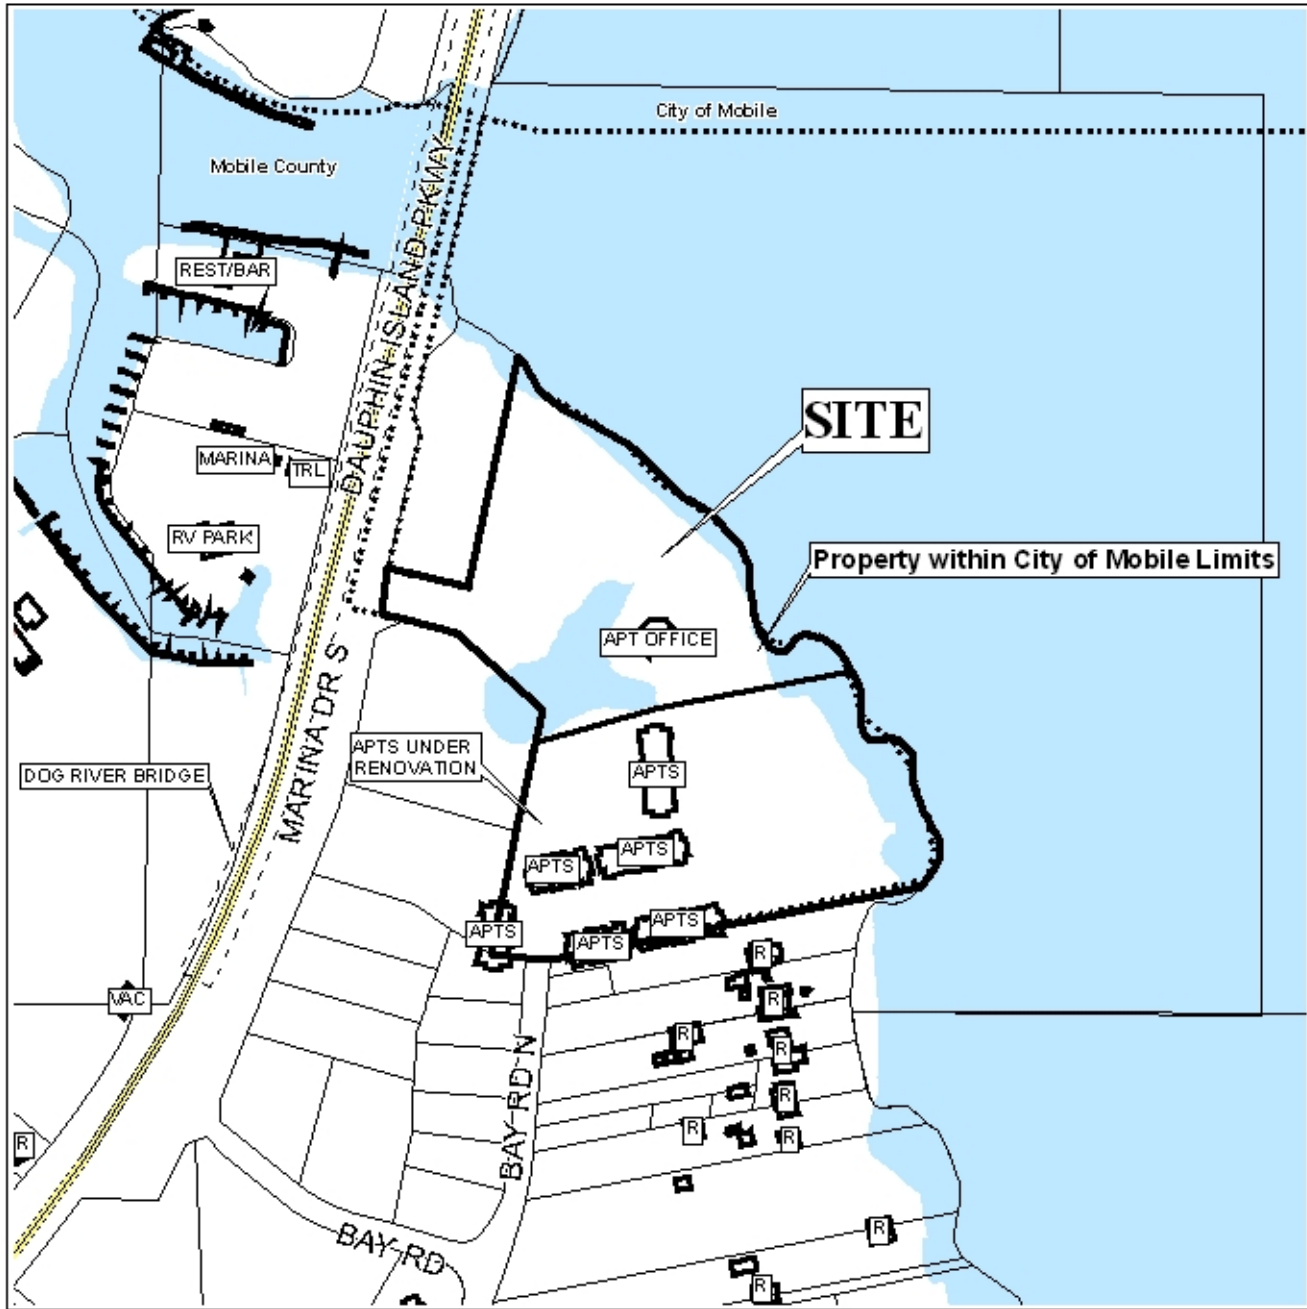 City of Mobile
Mobile County
DAUPHIN ISLAND PKWY
REST/BAR
SITE
MARINA
TRL
RV PARK
Property within City of Mobile Limits
APT OFFICE
MARINA DR S
APTS UNDER
RENOVATION
DOG RIVER BRIDGE
APTS
APTS
APTS
APTS
APTS
APTS
R
VAC
R
R
R
BAY RD N
R
R
R
R
R
BAY RD
R